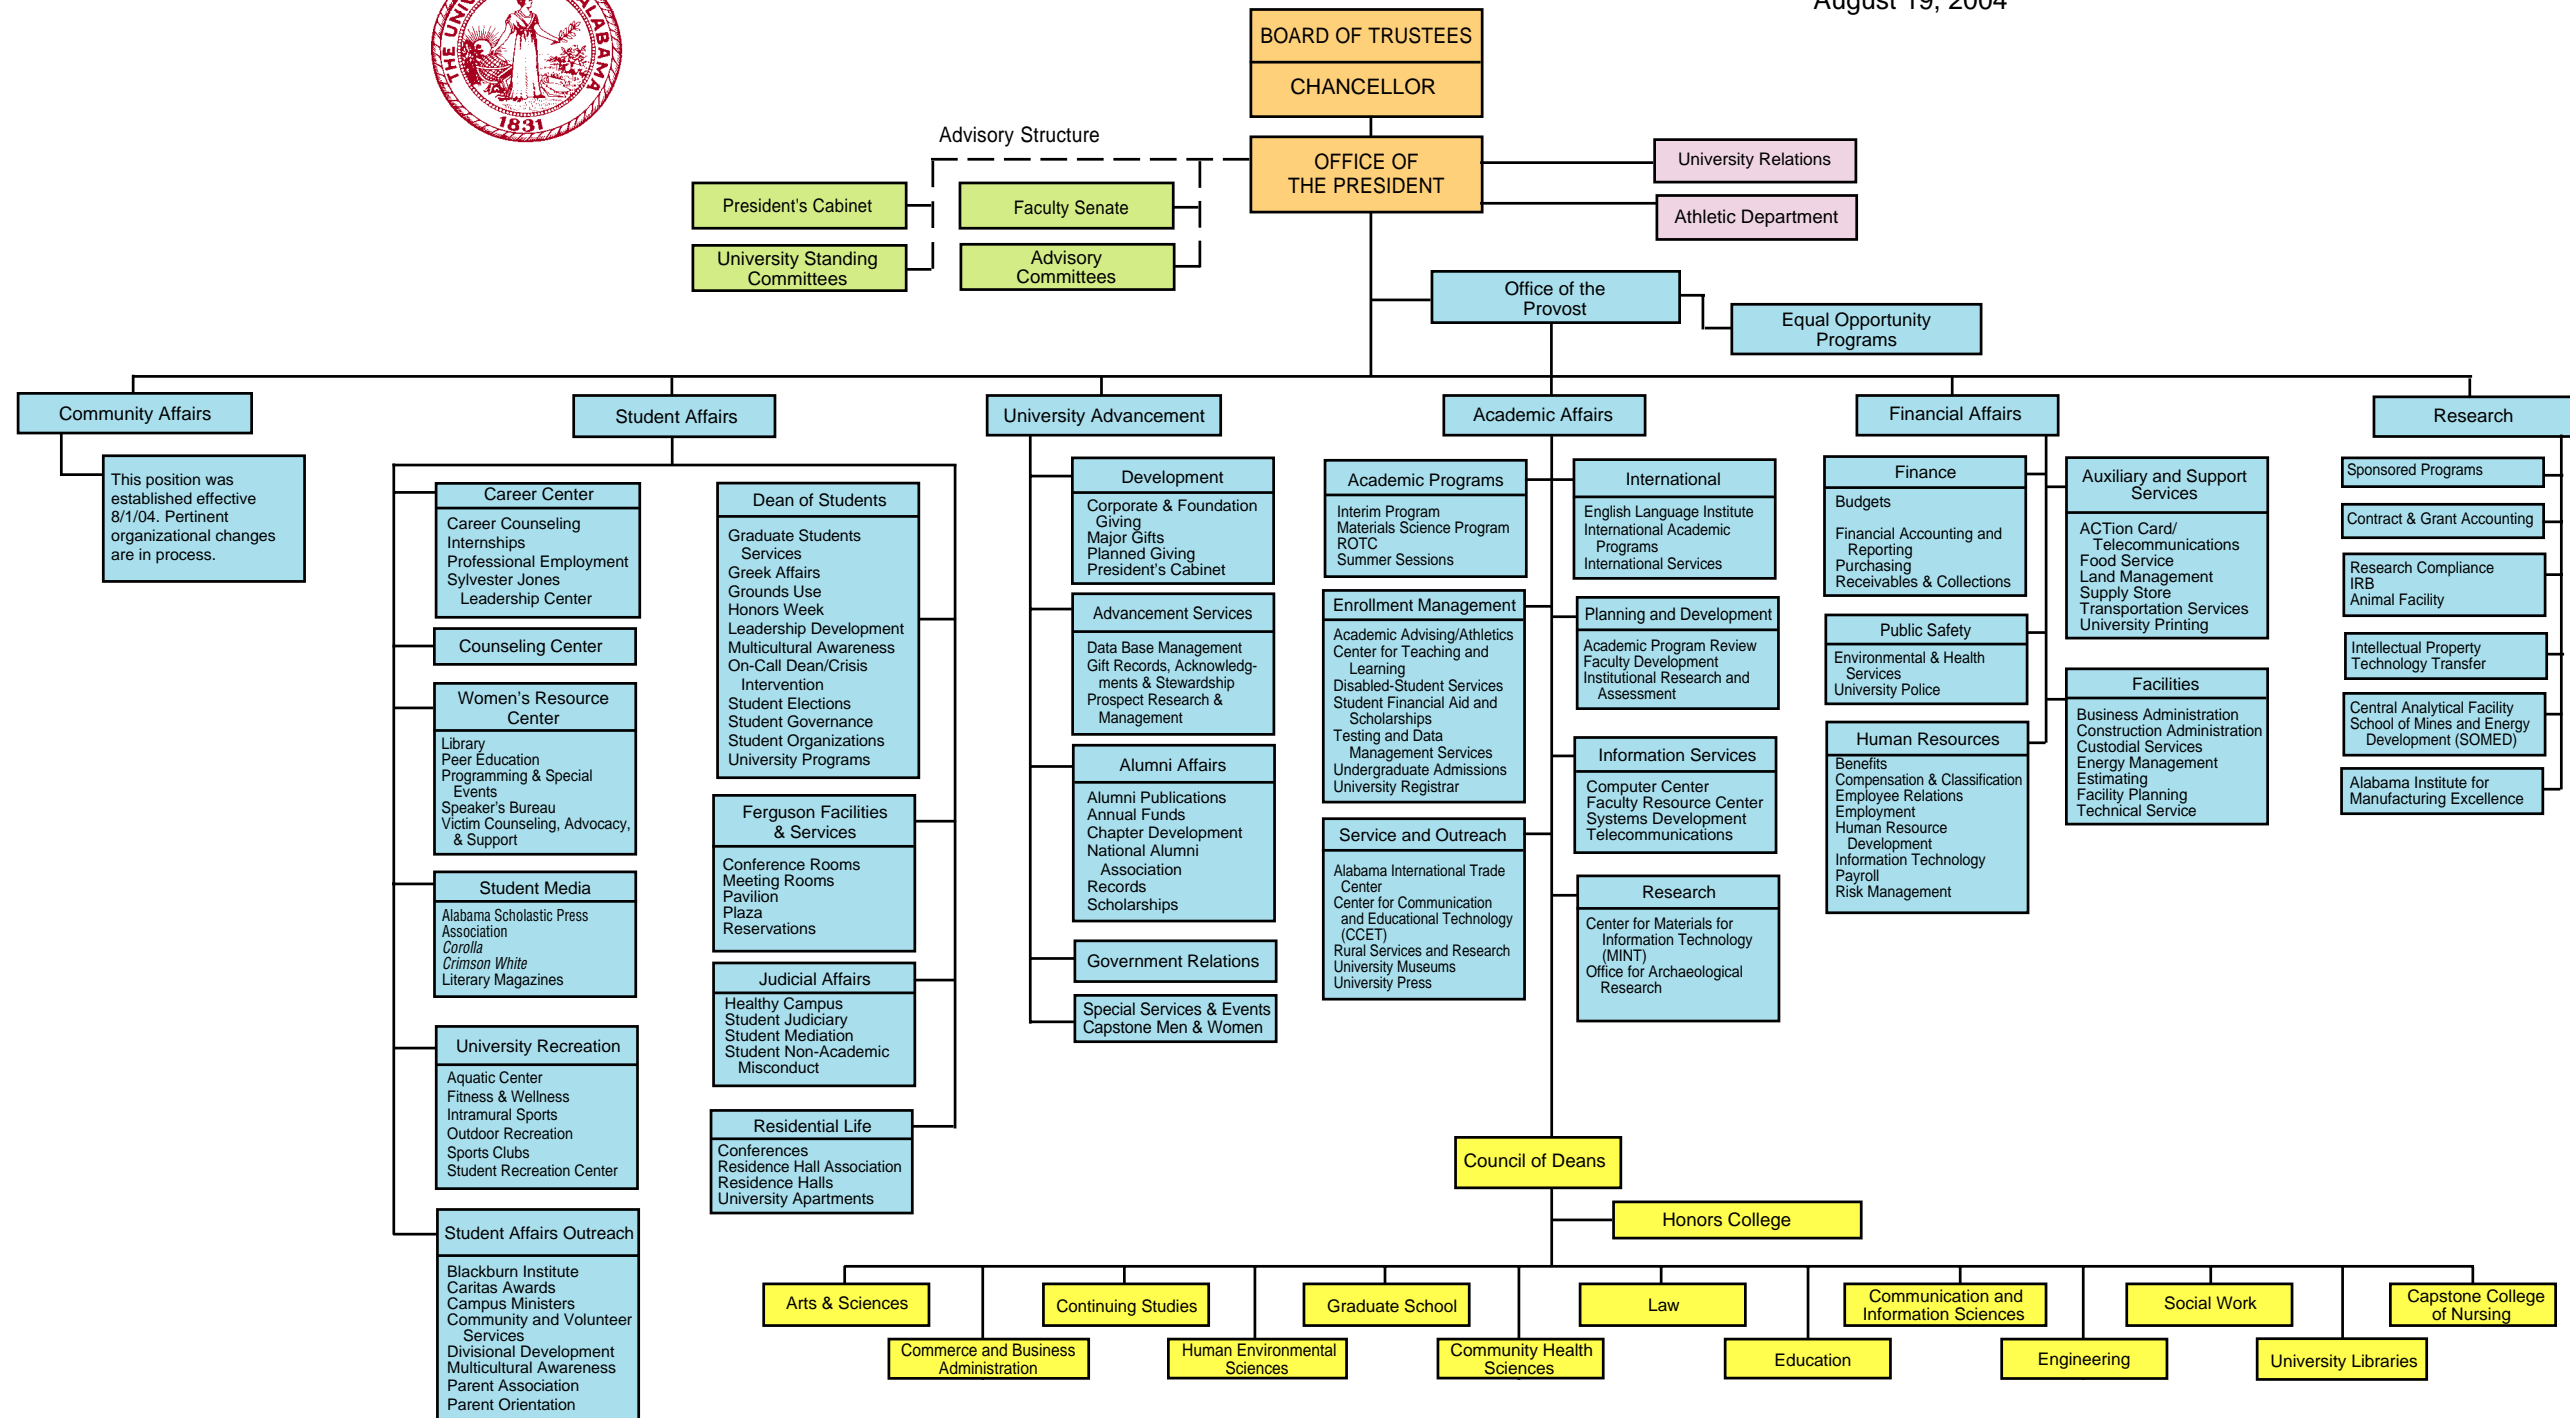 August 19, 2004
THE UNIV
ALABAMA
1831
BOARD OF TRUSTEES
CHANCELLOR
Advisory Structure
OFFICE OF
THE PRESIDENT
University Relations
Athletic Department
President's Cabinet
Faculty Senate
University Standing
Committees
Advisory
Committees
Office of the
Provost
Equal Opportunity
Programs
Community Affairs
Student Affairs
University Advancement
Academic Affairs
Financial Affairs
Research
This position was
established effective
8/1/04. Pertinent
organizational changes
are in process.
Career Center
Career Counseling
Internships
Professional Employment
Sylvester Jones
Leadership Center
Counseling Center
Women's Resource
Center
Library
Peer Education
Programming & Special
Events
Speaker's Bureau
Victim Counseling, Advocacy,
& Support
Student Media
Alabama Scholastic Press
Association
Corolla
Crimson White
Literary Magazines
University Recreation
Aquatic Center
Fitness & Wellness
Intramural Sports
Outdoor Recreation
Sports Clubs
Student Recreation Center
Student Affairs Outreach
Blackburn Institute
Caritas Awards
Campus Ministers
Community and Volunteer
Services
Divisional Development
Multicultural Awareness
Parent Association
Parent Orientation
Dean of Students
Graduate Students
Services
Greek Affairs
Grounds Use
Honors Week
Leadership Development
Multicultural Awareness
On-Call Dean/Crisis
Intervention
Student Elections
Student Governance
Student Organizations
University Programs
Ferguson Facilities
& Services
Conference Rooms
Meeting Rooms
Pavilion
Plaza
Reservations
Judicial Affairs
Healthy Campus
Student Judiciary
Student Mediation
Student Non-Academic
Misconduct
Residential Life
Conferences
Residence Hall Association
Residence Halls
University Apartments
Development
Corporate & Foundation
Giving
Major Gifts
Planned Giving
President's Cabinet
Advancement Services
Data Base Management
Gift Records, Acknowledg-
ments & Stewardship
Prospect Research &
Management
Alumni Affairs
Alumni Publications
Annual Funds
Chapter Development
National Alumni
Association
Records
Scholarships
Government Relations
Special Services & Events
Capstone Men & Women
Academic Programs
Interim Program
Materials Science Program
ROTC
Summer Sessions
Enrollment Management
Academic Advising/Athletics
Center for Teaching and
Learning
Disabled-Student Services
Student Financial Aid and
Scholarships
Testing and Data
Management Services
Undergraduate Admissions
University Registrar
Service and Outreach
Alabama International Trade
Center
Center for Communication
and Educational Technology
(CCET)
Rural Services and Research
University Museums
University Press
International
English Language Institute
International Academic
Programs
International Services
Planning and Development
Academic Program Review
Faculty Development
Institutional Research and
Assessment
Information Services
Computer Center
Faculty Resource Center
Systems Development
Telecommunications
Research
Center for Materials for
Information Technology
(MINT)
Office for Archaeological
Research
Finance
Budgets
Financial Accounting and
Reporting
Purchasing
Receivables & Collections
Public Safety
Environmental & Health
Services
University Police
Human Resources
Benefits
Compensation & Classification
Employee Relations
Employment
Human Resource
Development
Information Technology
Payroll
Risk Management
Auxiliary and Support
Services
ACTion Card/
Telecommunications
Food Service
Land Management
Supply Store
Transportation Services
University Printing
Facilities
Business Administration
Construction Administration
Custodial Services
Energy Management
Estimating
Facility Planning
Technical Service
Sponsored Programs
Contract & Grant Accounting
Research Compliance
IRB
Animal Facility
Intellectual Property
Technology Transfer
Central Analytical Facility
School of Mines and Energy
Development (SOMED)
Alabama Institute for
Manufacturing Excellence
Council of Deans
Honors College
Arts & Sciences
Continuing Studies
Graduate School
Law
Communication and
Information Sciences
Social Work
Capstone College
of Nursing
Commerce and Business
Administration
Human Environmental
Sciences
Community Health
Sciences
Education
Engineering
University Libraries